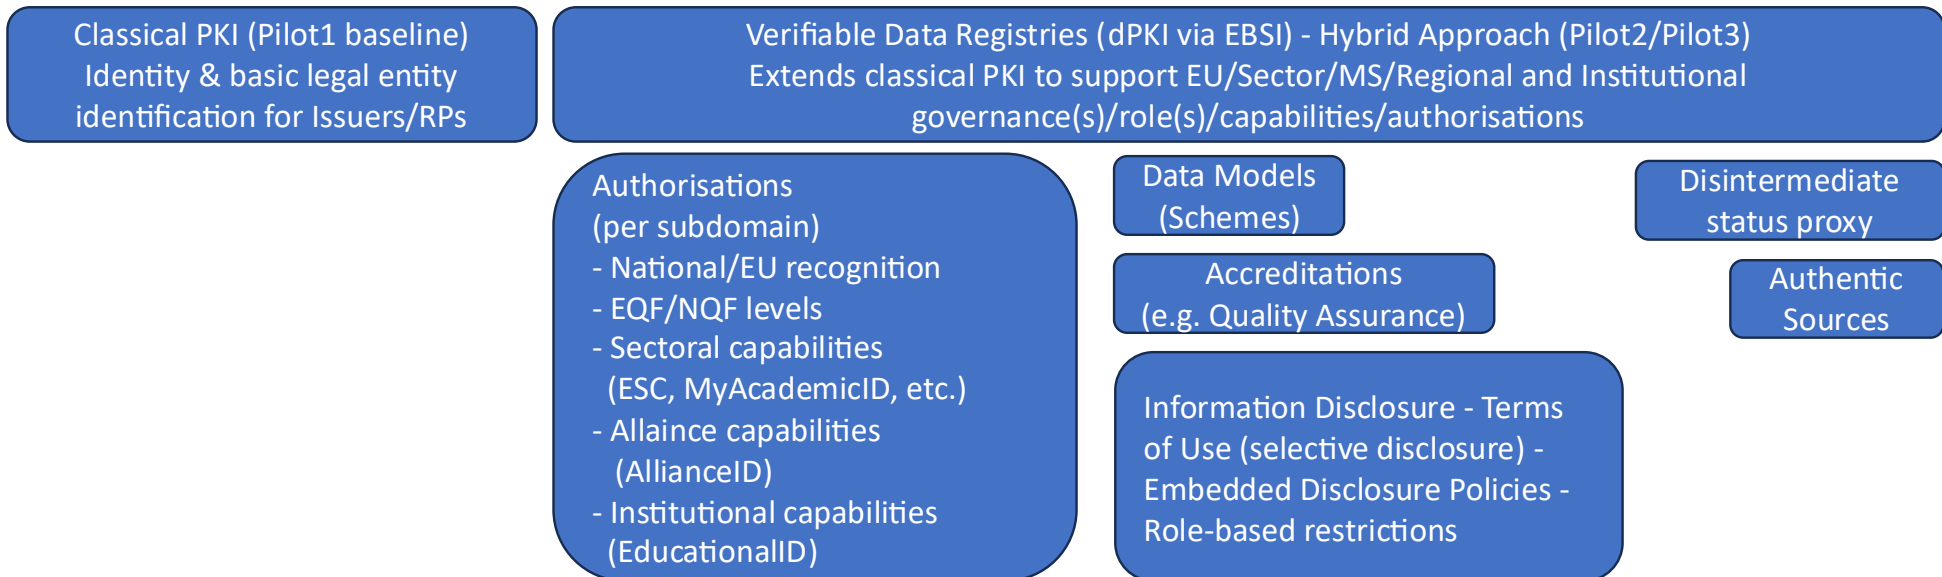 Classical PKI (Pilot1 baseline)
Identity & basic legal entity
identification for Issuers/RPs
Verifiable Data Registries (dPKI via EBSI) - Hybrid Approach (Pilot2/Pilot3)
Extends classical PKI to support EU/Sector/MS/Regional and Institutional
governance(s)/role(s)/capabilities/authorisations
Authorisations
(per subdomain)
- National/EU recognition
- EQF/NQF levels
- Sectoral capabilities
(ESC, MyAcademicID, etc.)
- Allaince capabilities
(AllianceID)
- Institutional capabilities
(EducationalID)
Data Models
(Schemes)
Accreditations
(e.g. Quality Assurance)
Information Disclosure - Terms
of Use (selective disclosure) -
Embedded Disclosure Policies -
Role-based restrictions
Disintermediate
status proxy
Authentic
Sources